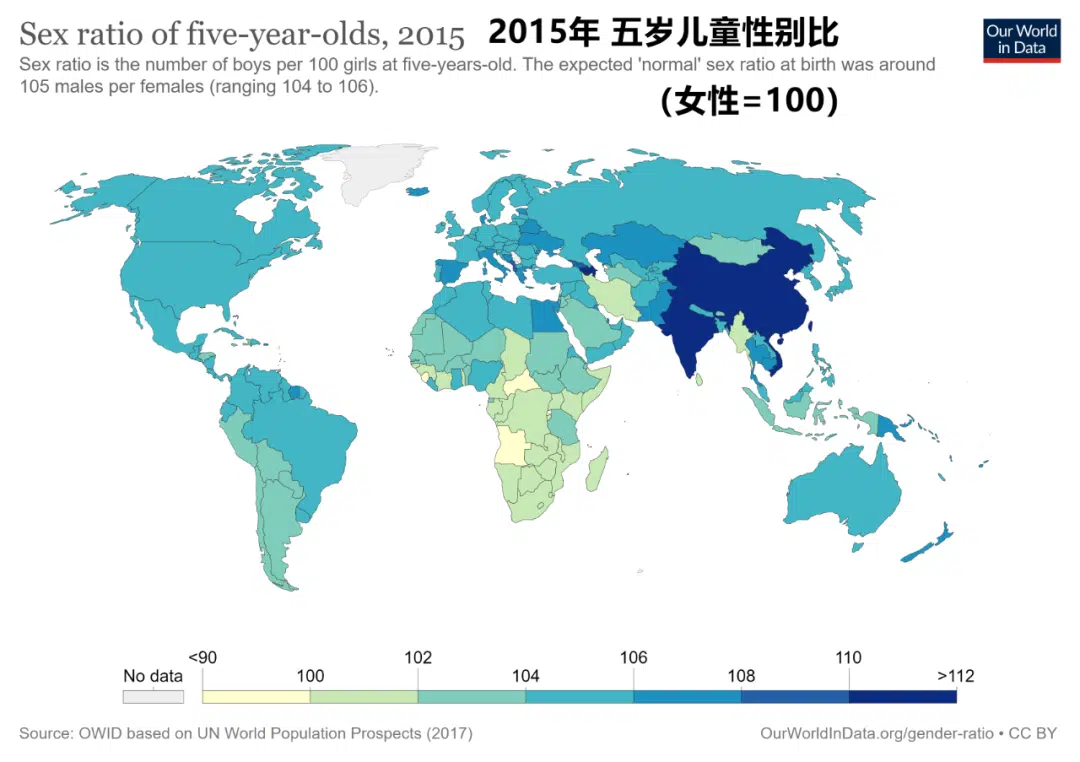 Sex ratio of five-year-olds, 2015 2015年 五岁儿童性别比
Our World
in Data
Sex ratio is the number of boys per 100 girls at five-years-old. The expected 'normal' sex ratio at birth was around
105 males per females (ranging 104 to 106).
(女性=100)
<90 102 106 110
No data 100 104 108 >112
Source: OWID based on UN World Population Prospects (2017)
OurWorldInData.org/gender-ratio • CC BY